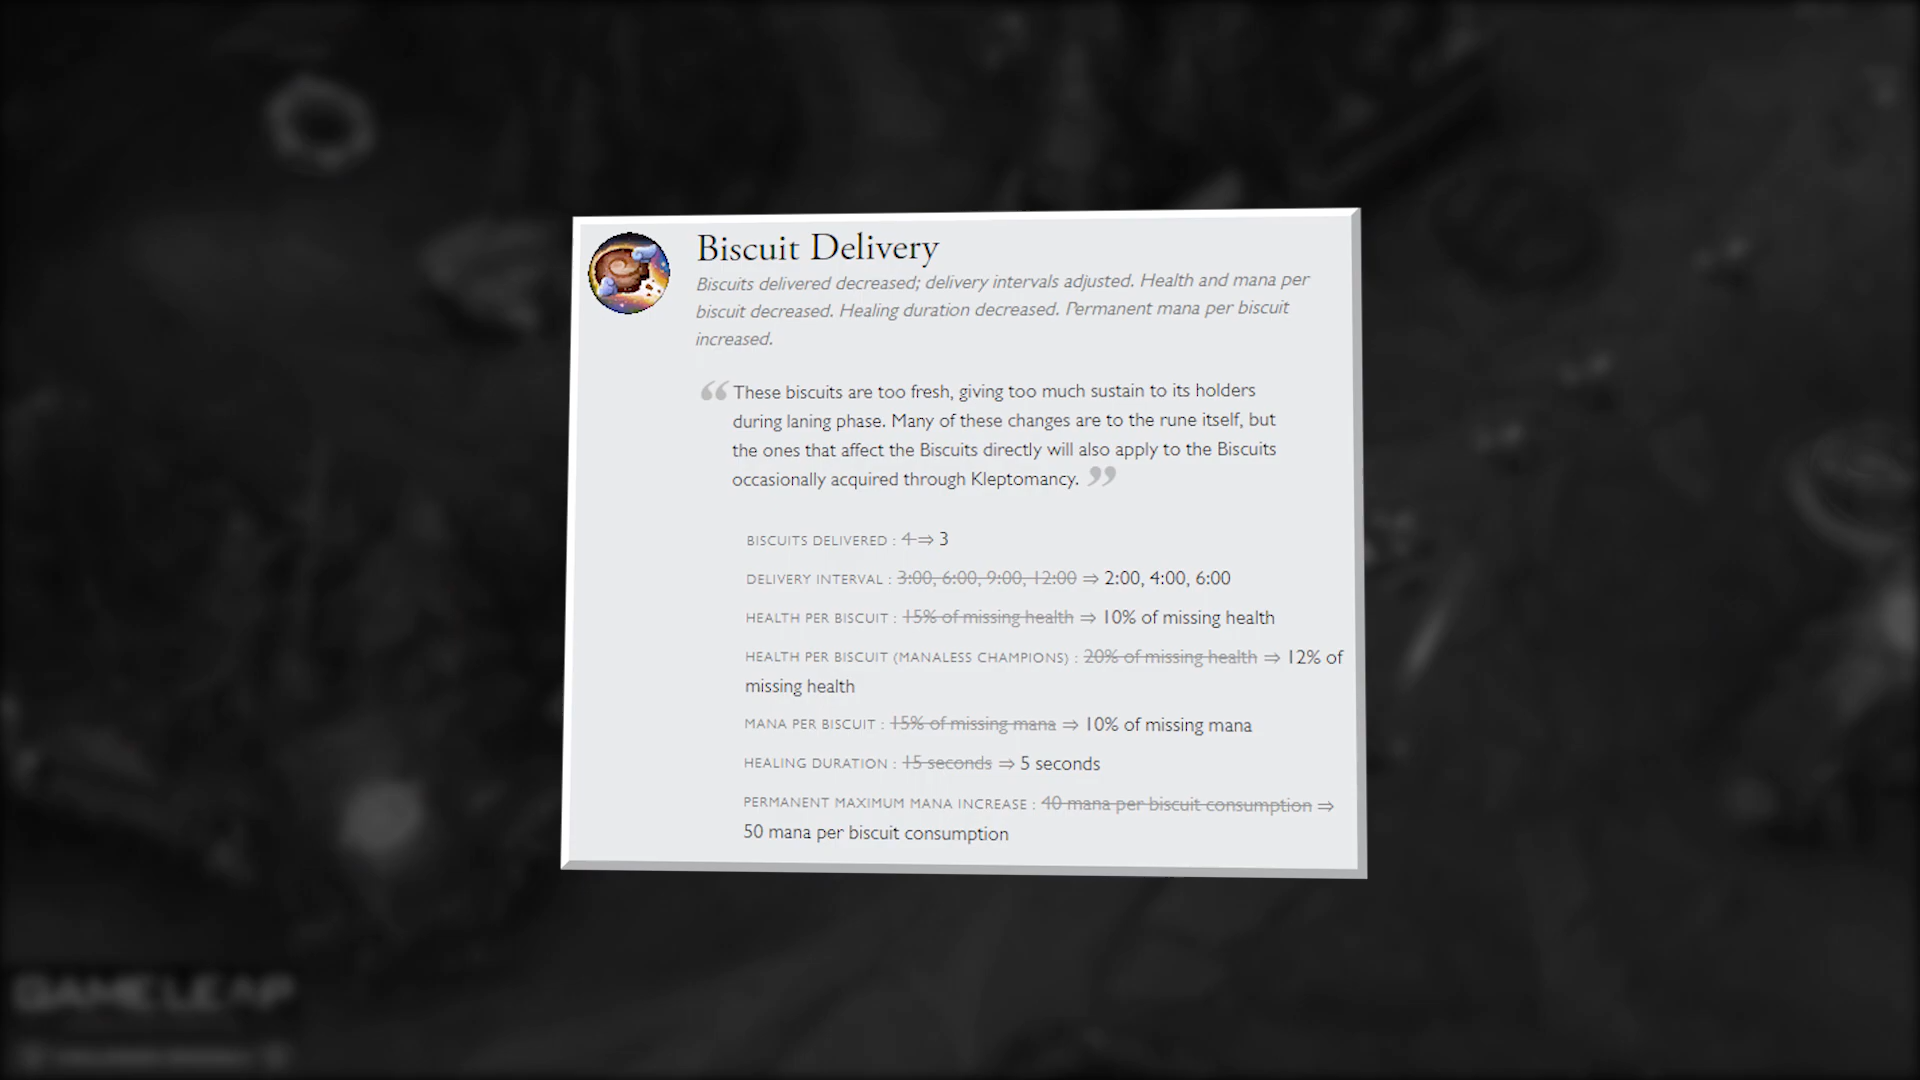 Biscuit Delivery
Biscuits delivered decreased; delivery intervals adjusted. Health and mana per
biscuit decreased. Healing duration decreased. Permanent mana per biscuit
increased.
“ These biscuits are too fresh, giving too much sustain to its holders
during laning phase. Many of these changes are to the rune itself, but
the ones that affect the Biscuits directly will also apply to the Biscuits
occasionally acquired through Kleptomancy. ”
BISCUITS DELIVERED : 4 ⇒ 3
DELIVERY INTERVAL : 3:00, 6:00, 9:00, 12:00 ⇒ 2:00, 4:00, 6:00
HEALTH PER BISCUIT : 15% of missing health ⇒ 10% of missing health
HEALTH PER BISCUIT (MANALESS CHAMPIONS) : 20% of missing health ⇒ 12% of
missing health
MANA PER BISCUIT : 15% of missing mana ⇒ 10% of missing mana
HEALING DURATION : 15 seconds ⇒ 5 seconds
PERMANENT MAXIMUM MANA INCREASE : 40 mana per biscuit consumption ⇒
50 mana per biscuit consumption
GAMELEAP